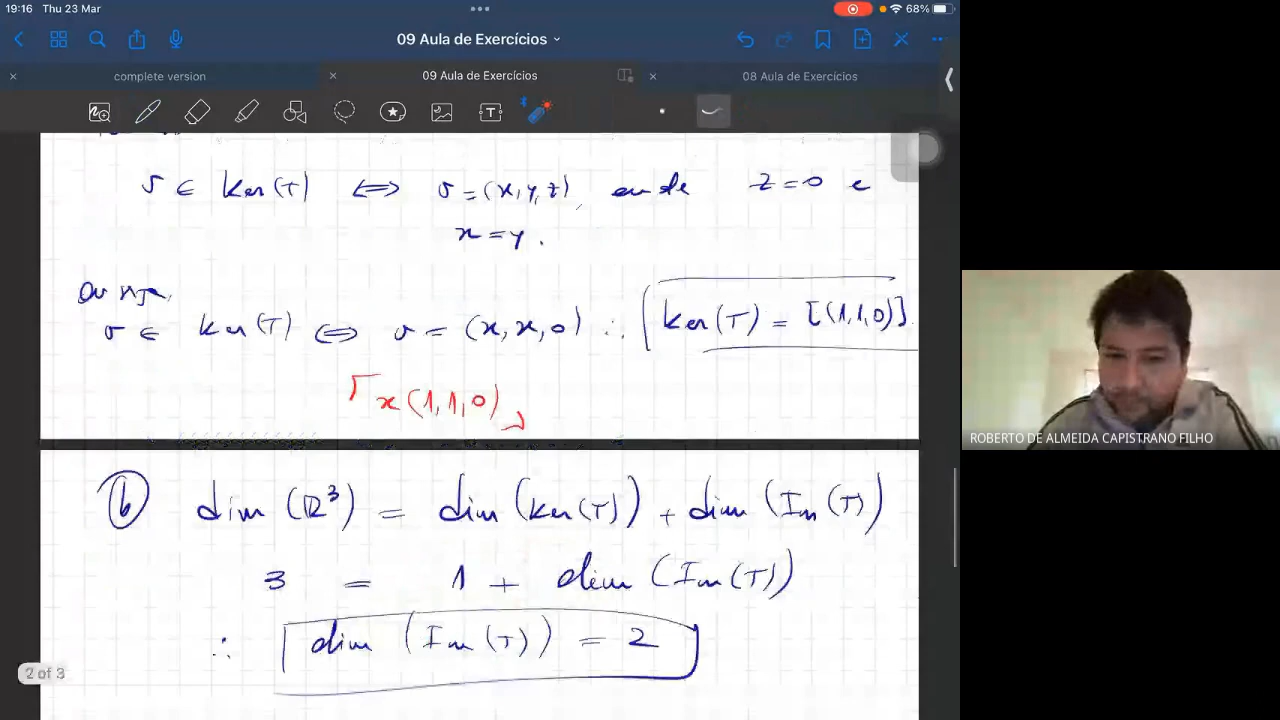 19:16 Thu 23 Mar
68%
09 Aula de Exercícios
complete version
09 Aula de Exercícios
08 Aula de Exercícios
v ∈ Ker(T) ⟺ v = (x,y,z), onde z = 0 e
x = y.
ou seja,
v ∈ Ker(T) ⟺ v = (x,x,0) ∴ Ker(T) = [(1,1,0)].
x(1,1,0)
ROBERTO DE ALMEIDA CAPISTRANO FILHO
b dim (ℝ³) = dim (Ker(T)) + dim (Im(T)
3 = 1 + dim (Im(T))
∴ dim (Im(T)) = 2
2 of 3